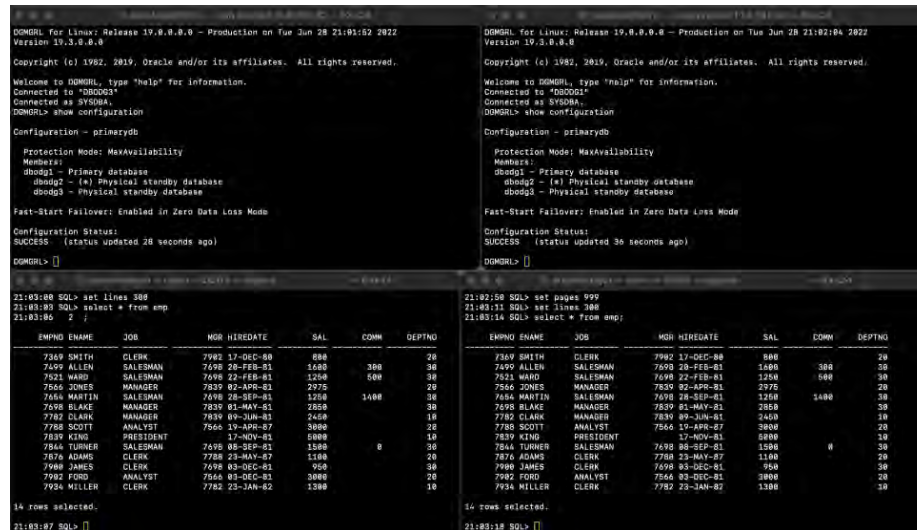 DGMGRL for Linux: Release 19.0.0.0.0 - Production on Tue Jun 28 21:01:52 2022
Version 19.3.0.0.0
Copyright (c) 1982, 2019, Oracle and/or its affiliates.  All rights reserved.
Welcome to DGMGRL, type "help" for information.
Connected to "DBODG3"
Connected as SYSDBA.
DGMGRL> show configuration
Configuration - primarydb
Protection Mode: MaxAvailability
Members:
dbodg1 - Primary database
dbodg2 - (*) Physical standby database
dbodg3 - Physical standby database
Fast-Start Failover: Enabled in Zero Data Loss Mode
Configuration Status:
SUCCESS   (status updated 28 seconds ago)
DGMGRL>
DGMGRL for Linux: Release 19.0.0.0.0 - Production on Tue Jun 28 21:02:04 2022
Version 19.3.0.0.0
Copyright (c) 1982, 2019, Oracle and/or its affiliates.  All rights reserved.
Welcome to DGMGRL, type "help" for information.
Connected to "DBODG1"
Connected as SYSDBA.
DGMGRL> show configuration
Configuration - primarydb
Protection Mode: MaxAvailability
Members:
dbodg1 - Primary database
dbodg2 - (*) Physical standby database
dbodg3 - Physical standby database
Fast-Start Failover: Enabled in Zero Data Loss Mode
Configuration Status:
SUCCESS   (status updated 36 seconds ago)
DGMGRL>
21:03:00 SQL> set lines 300
21:03:03 SQL> select * from emp
21:03:06   2  ;
EMPNO ENAME JOB MGR HIREDATE SAL COMM DEPTNO
7369 SMITH CLERK 7902 17-DEC-80 800 20
7499 ALLEN SALESMAN 7698 20-FEB-81 1600 300 30
7521 WARD SALESMAN 7698 22-FEB-81 1250 500 30
7566 JONES MANAGER 7839 02-APR-81 2975 20
7654 MARTIN SALESMAN 7698 28-SEP-81 1250 1400 30
7698 BLAKE MANAGER 7839 01-MAY-81 2850 30
7782 CLARK MANAGER 7839 09-JUN-81 2450 10
7788 SCOTT ANALYST 7566 19-APR-87 3000 20
7839 KING PRESIDENT 17-NOV-81 5000 10
7844 TURNER SALESMAN 7698 08-SEP-81 1500 0 30
7876 ADAMS CLERK 7788 23-MAY-87 1100 20
7900 JAMES CLERK 7698 03-DEC-81 950 30
7902 FORD ANALYST 7566 03-DEC-81 3000 20
7934 MILLER CLERK 7782 23-JAN-82 1300 10
14 rows selected.
21:03:07 SQL>
21:02:50 SQL> set pages 999
21:03:11 SQL> set lines 300
21:03:14 SQL> select * from emp;
EMPNO ENAME JOB MGR HIREDATE SAL COMM DEPTNO
7369 SMITH CLERK 7902 17-DEC-80 800 20
7499 ALLEN SALESMAN 7698 20-FEB-81 1600 300 30
7521 WARD SALESMAN 7698 22-FEB-81 1250 500 30
7566 JONES MANAGER 7839 02-APR-81 2975 20
7654 MARTIN SALESMAN 7698 28-SEP-81 1250 1400 30
7698 BLAKE MANAGER 7839 01-MAY-81 2850 30
7782 CLARK MANAGER 7839 09-JUN-81 2450 10
7788 SCOTT ANALYST 7566 19-APR-87 3000 20
7839 KING PRESIDENT 17-NOV-81 5000 10
7844 TURNER SALESMAN 7698 08-SEP-81 1500 0 30
7876 ADAMS CLERK 7788 23-MAY-87 1100 20
7900 JAMES CLERK 7698 03-DEC-81 950 30
7902 FORD ANALYST 7566 03-DEC-81 3000 20
7934 MILLER CLERK 7782 23-JAN-82 1300 10
14 rows selected.
21:03:18 SQL>